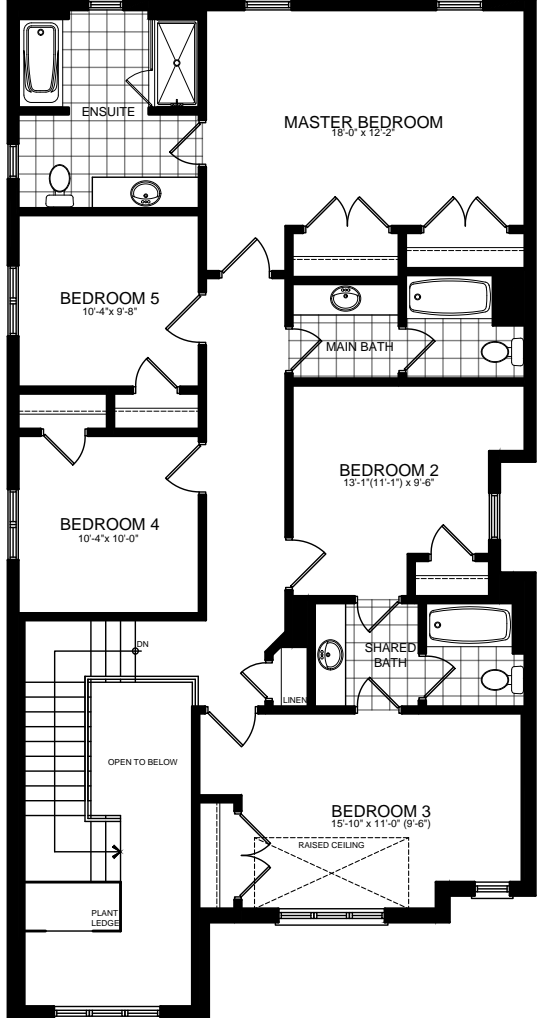 ENSUITE
MASTER BEDROOM
18'-0" x 12'-2"
BEDROOM 5
10'-4"x 9'-8"
MAIN BATH
BEDROOM 2
13'-1"(11'-1") x 9'-6"
BEDROOM 4
10'-4"x 10'-0"
DN
SHARED
BATH
LINEN
OPEN TO BELOW
BEDROOM 3
15'-10" x 11'-0" (9'-6")
RAISED CEILING
PLANT
LEDGE